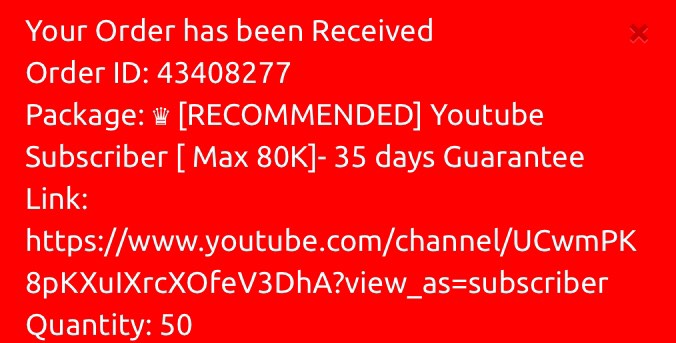 Your Order has been Received
Order ID: 43408277
Package: ♛ [RECOMMENDED] Youtube
Subscriber [ Max 80K]- 35 days Guarantee
Link:
https://www.youtube.com/channel/UCwmPK
8pKXuIXrcXOfeV3DhA?view_as=subscriber
Quantity: 50